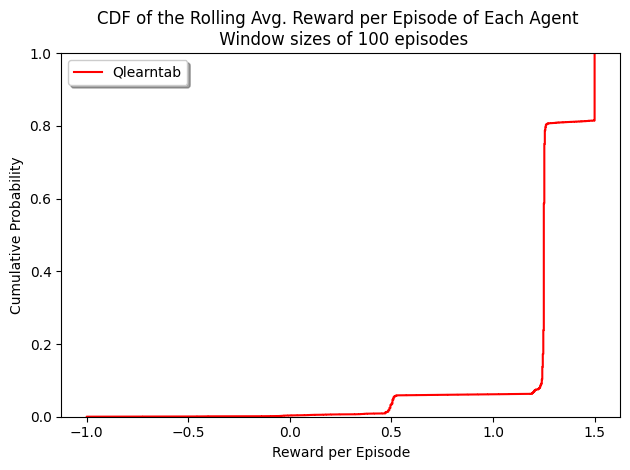 CDF of the Rolling Avg. Reward per Episode of Each Agent
Window sizes of 100 episodes
Qlearntab
1.0
0.8
0.6
0.4
0.2
0.0
Cumulative Probability
−1.0 −0.5 0.0 0.5 1.0 1.5
Reward per Episode